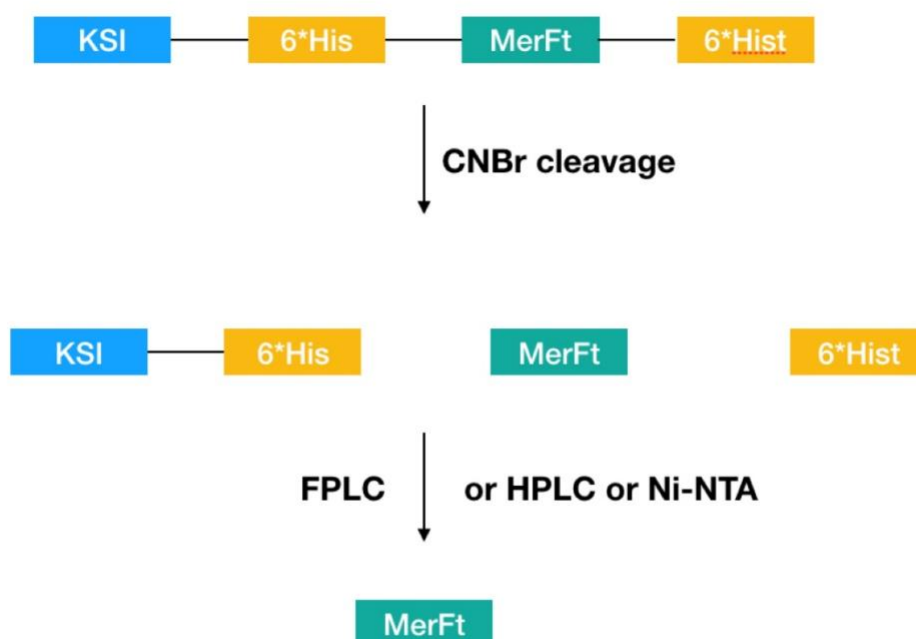 KSI 6*His MerFt 6*Hist
CNBr cleavage
KSI 6*His MerFt 6*Hist
FPLC or HPLC or Ni-NTA
MerFt